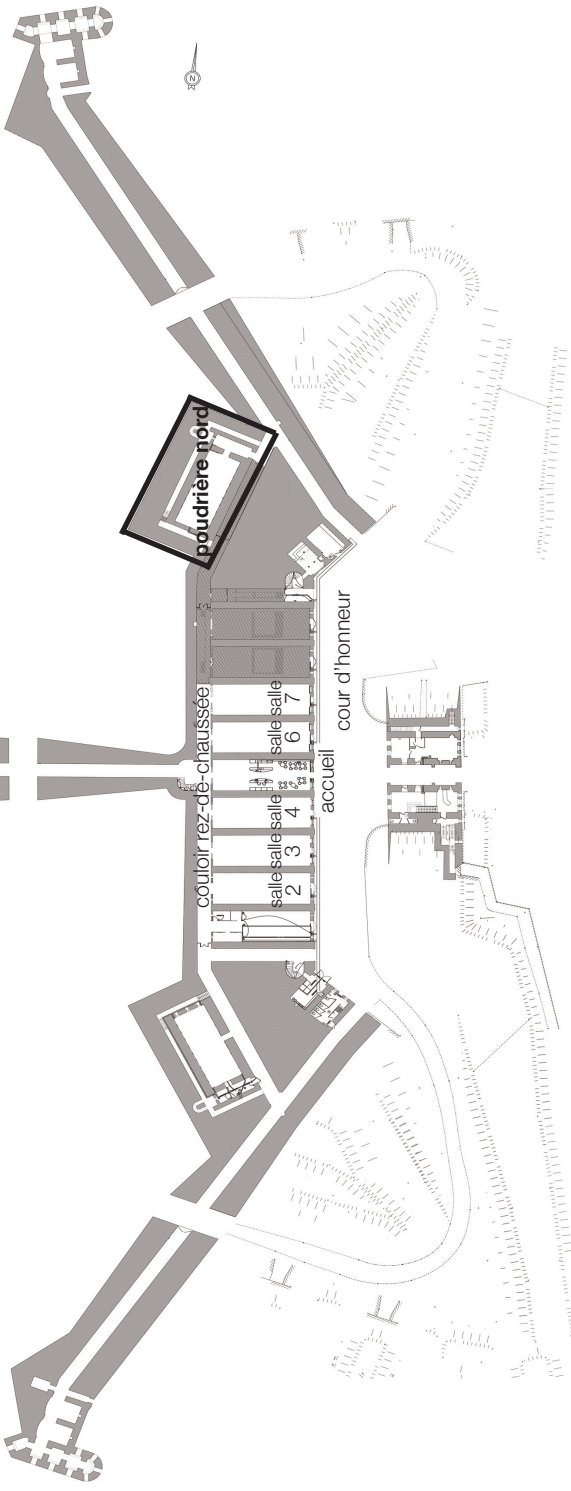 N
poudrière nord
couloir rez-de-chaussée
salle
2
salle
3
salle
4
salle
6
salle
7
accueil
cour d'honneur